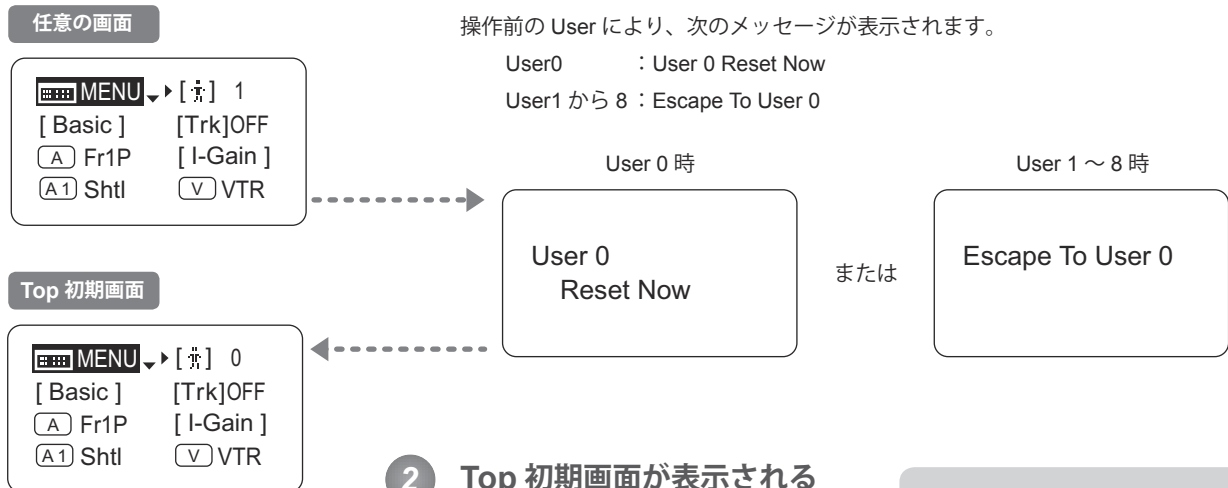 任意の画面
MENU [ ] 1
[ Basic ] [Trk]OFF
A Fr1P [ I-Gain ]
A1 Shtl V VTR
操作前の User により、次のメッセージが表示されます。
User0 ：User 0 Reset Now
User1 から 8 ：Escape To User 0
User 0 時
User 0
Reset Now
または
User 1 〜 8 時
Escape To User 0
Top 初期画面
MENU [ ] 0
[ Basic ] [Trk]OFF
A Fr1P [ I-Gain ]
A1 Shtl V VTR
2 Top 初期画面が表示される